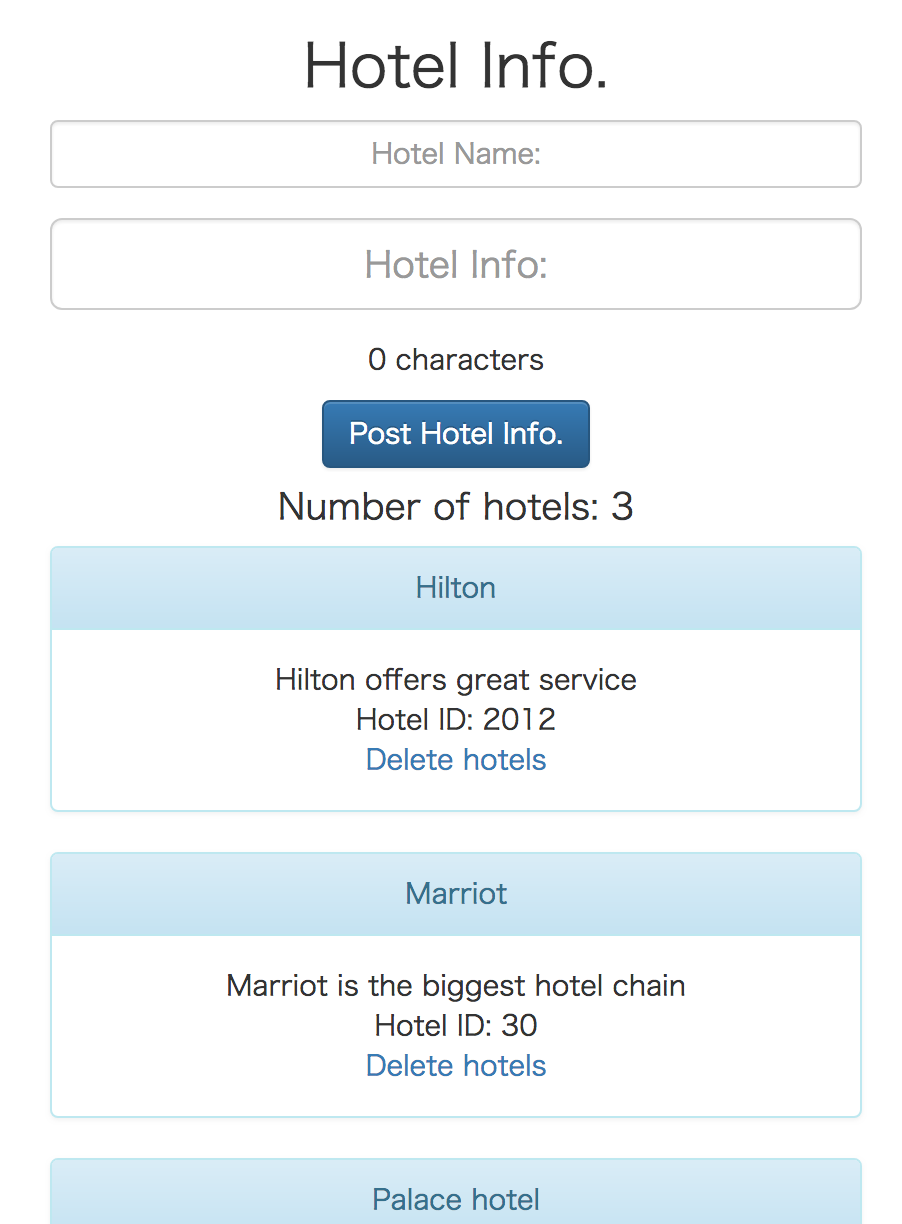 Hotel Info.
Hotel Name:
Hotel Info:
0 characters
Post Hotel Info.
Number of hotels: 3
Hilton
Hilton offers great service
Hotel ID: 2012
Delete hotels
Marriot
Marriot is the biggest hotel chain
Hotel ID: 30
Delete hotels
Palace hotel